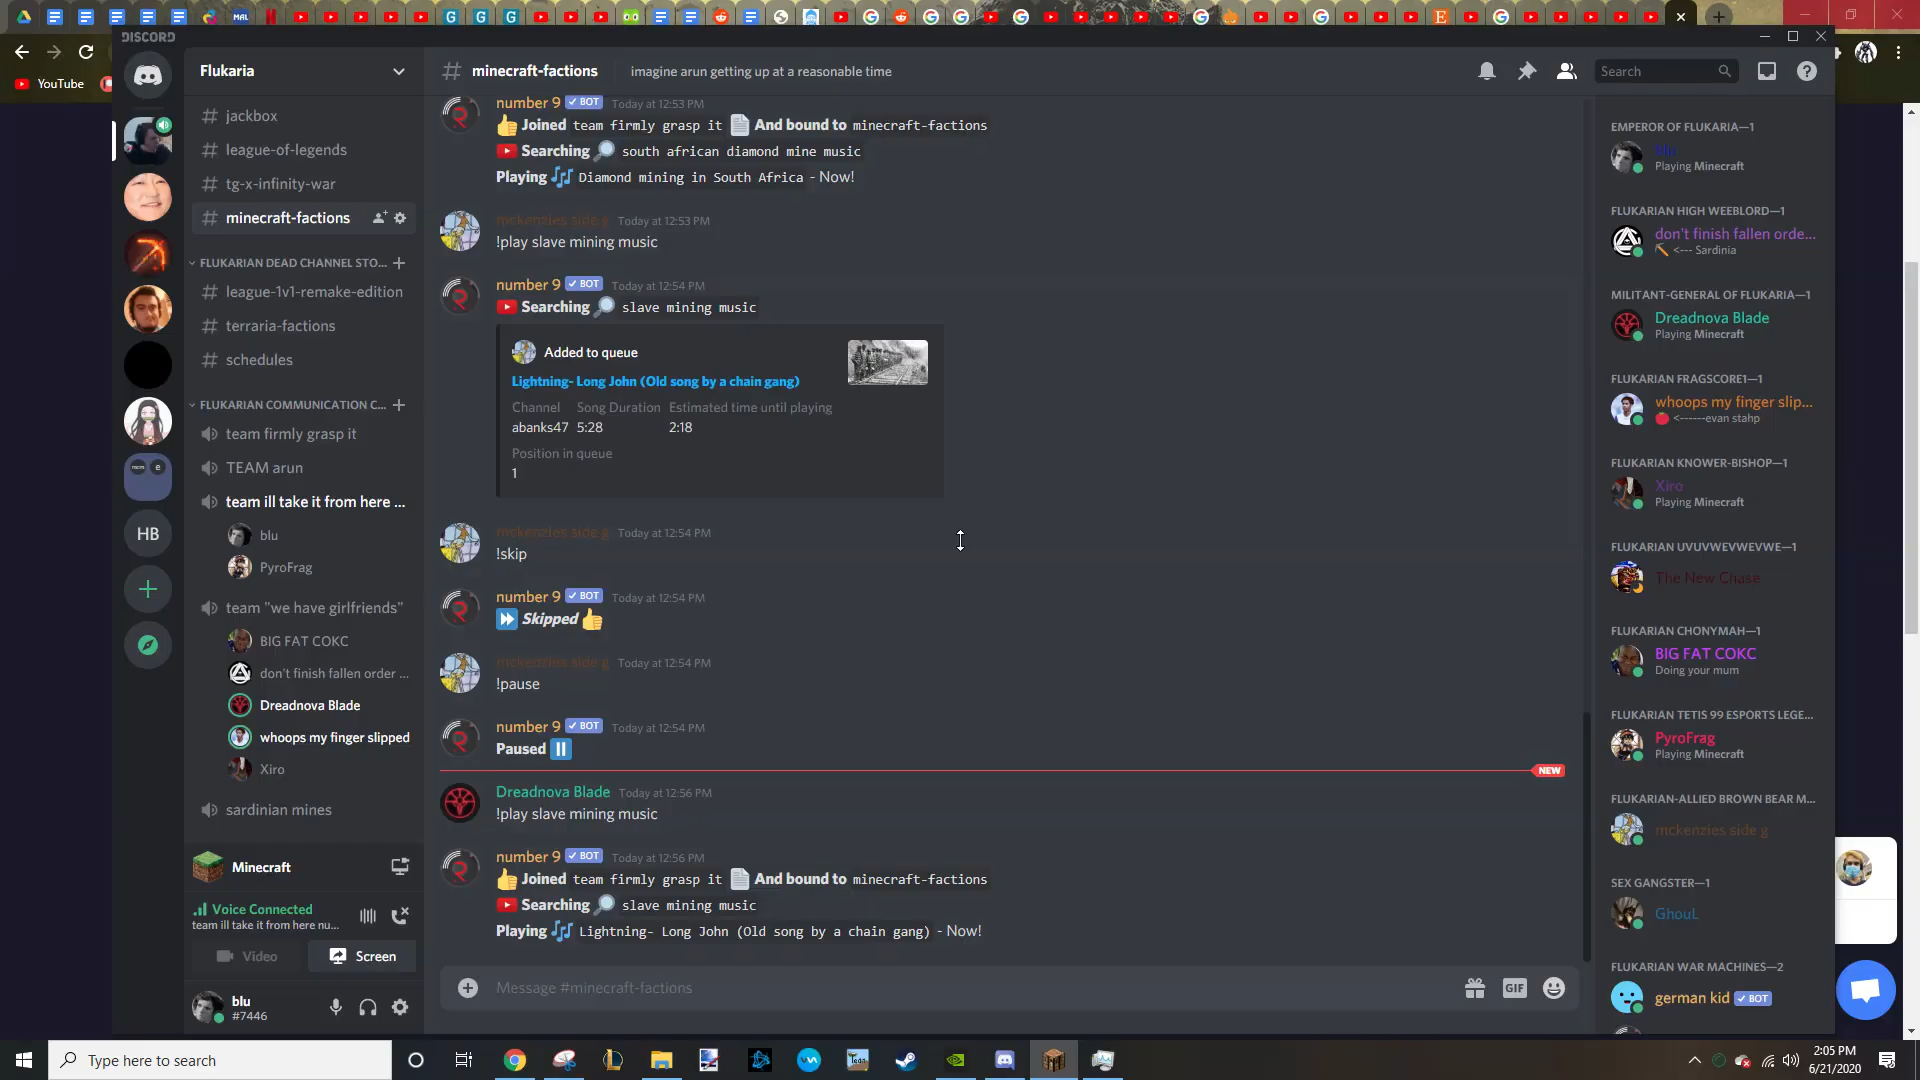 DISCORD
YouTube
Flukaria
# minecraft-factions
imagine arun getting up at a reasonable time
Search
# jackbox
# league-of-legends
# tg-x-infinity-war
# minecraft-factions
FLUKARIAN DEAD CHANNEL STO...
# league-1v1-remake-edition
# terraria-factions
# schedules
FLUKARIAN COMMUNICATION C...
team firmly grasp it
TEAM arun
team ill take it from here ...
blu
PyroFrag
team "we have girlfriends"
BIG FAT COKC
don't finish fallen order ...
Dreadnova Blade
whoops my finger slipped
Xiro
sardinian mines
HB
Minecraft
Voice Connected
team ill take it from here nu...
Video
Screen
blu
#7446
number 9 BOT Today at 12:53 PM
Joined team firmly grasp it And bound to minecraft-factions
Searching south african diamond mine music
Playing Diamond mining in South Africa - Now!
mckenzies side g Today at 12:53 PM
!play slave mining music
number 9 BOT Today at 12:54 PM
Searching slave mining music
Added to queue
Lightning- Long John (Old song by a chain gang)
Channel Song Duration Estimated time until playing
abanks47 5:28 2:18
Position in queue
1
mckenzies side g Today at 12:54 PM
!skip
number 9 BOT Today at 12:54 PM
Skipped
mckenzies side g Today at 12:54 PM
!pause
number 9 BOT Today at 12:54 PM
Paused
NEW
Dreadnova Blade Today at 12:56 PM
!play slave mining music
number 9 BOT Today at 12:56 PM
Joined team firmly grasp it And bound to minecraft-factions
Searching slave mining music
Playing Lightning- Long John (Old song by a chain gang) - Now!
Message #minecraft-factions
GIF
EMPEROR OF FLUKARIA—1
blu
Playing Minecraft
FLUKARIAN HIGH WEEBLORD—1
don't finish fallen orde...
<--- Sardinia
MILITANT-GENERAL OF FLUKARIA—1
Dreadnova Blade
Playing Minecraft
FLUKARIAN FRAGSCORE1—1
whoops my finger slip...
<------evan stahp
FLUKARIAN KNOWER-BISHOP—1
Xiro
Playing Minecraft
FLUKARIAN UVUVWEVWEVWE—1
The New Chase
FLUKARIAN CHONYMAH—1
BIG FAT COKC
Doing your mum
FLUKARIAN TETIS 99 ESPORTS LEGE...
PyroFrag
Playing Minecraft
FLUKARIAN-ALLIED BROWN BEAR M...
mckenzies side g
SEX GANGSTER—1
GhouL
FLUKARIAN WAR MACHINES—2
german kid BOT
Type here to search
2:05 PM
6/21/2020